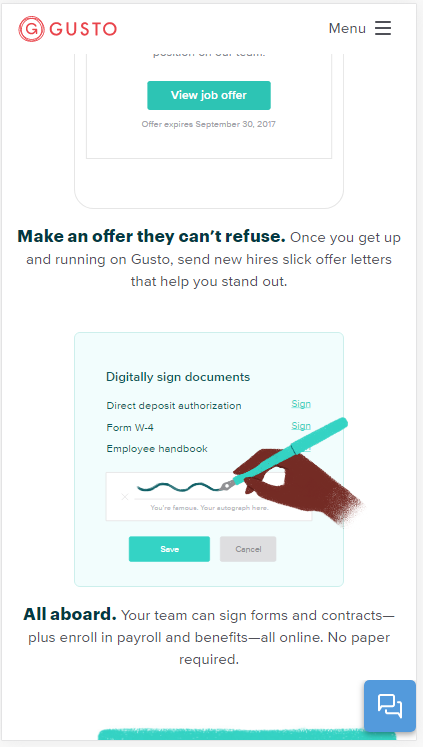 GUSTO
Menu
position on our team.
View job offer
Offer expires September 30, 2017
Make an offer they can’t refuse. Once you get up
and running on Gusto, send new hires slick offer letters
that help you stand out.
Digitally sign documents
Direct deposit authorization Sign
Form W-4 Sign
Employee handbook
You're famous. Your autograph here.
Save Cancel
All aboard. Your team can sign forms and contracts—
plus enroll in payroll and benefits—all online. No paper
required.